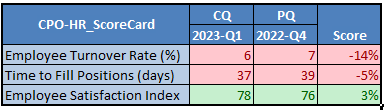 CPO-HR_ScoreCard CQ PQ
2023-Q1 2022-Q4 Score
Employee Turnover Rate (%) 6 7 -14%
Time to Fill Positions (days) 37 39 -5%
Employee Satisfaction Index 78 76 3%